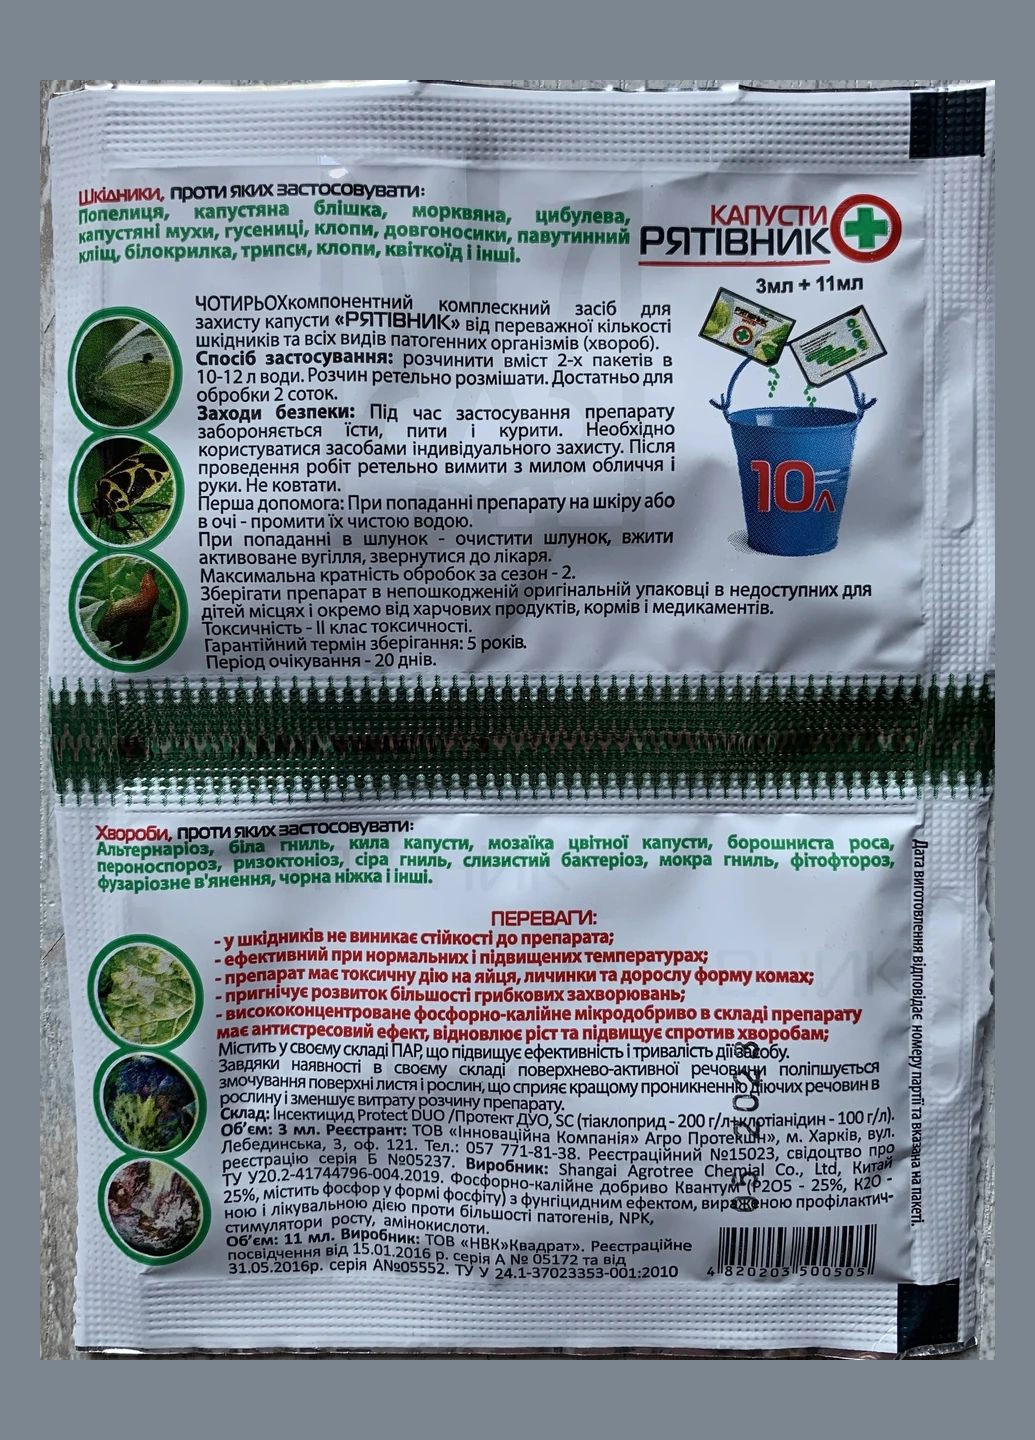 Шкідники, проти яких застосовувати:
Попелиця, капустяна блішка, морквяна, цибулева,
капустяні мухи, гусениці, клопи, довгоносики, павутинний
кліщ, білокрилка, трипси, клопи, квіткоїд і інші.
КАПУСТИ
РЯТІВНИК
3мл + 11мл
ЧОТИРЬОХкомпонентний комплескний засіб для
захисту капусти «РЯТІВНИК» від переважної кількості
шкідників та всіх видів патогенних організмів (хвороб).
Спосіб застосування: розчинити вміст 2-х пакетів в
10-12 л води. Розчин ретельно розмішати. Достатньо для
обробки 2 соток.
Заходи безпеки: Під час застосування препарату
забороняється їсти, пити і курити. Необхідно
користуватися засобами індивідуального захисту. Після
проведення робіт ретельно вимити з милом обличчя і
руки. Не ковтати.
Перша допомога: При попаданні препарату на шкіру або
в очі - промити їх чистою водою.
При попаданні в шлунок - очистити шлунок, вжити
активоване вугілля, звернутися до лікаря.
Максимальна кратність обробок за сезон - 2.
Зберігати препарат в непошкодженій оригінальній упаковці в недоступних для
дітей місцях і окремо від харчових продуктів, кормів і медикаментів.
Токсичність - II клас токсичності.
Гарантійний термін зберігання: 5 років.
Період очікування - 20 днів.
РЯТІВНИК
10л
Хвороби, проти яких застосовувати:
Альтернаріоз, біла гниль, кила капусти, мозаїка цвітної капусти, борошниста роса,
пероноспороз, ризоктоніоз, сіра гниль, слизистий бактеріоз, мокра гниль, фітофтороз,
фузаріозне в'янення, чорна ніжка і інші.
ПЕРЕВАГИ:
- у шкідників не виникає стійкості до препарата;
- ефективний при нормальних і підвищених температурах;
- препарат має токсичну дію на яйця, личинки та дорослу форму комах;
- пригнічує розвиток більшості грибкових захворювань;
- висококонцентроване фосфорно-калійне мікродобриво в складі препарату
має антистресовий ефект, відновлює ріст та підвищує спротив хворобам;
Містить у своєму складі ПАР, що підвищує ефективність і тривалість дії засобу.
Завдяки наявності в своєму складі поверхнево-активної речовини поліпшується
змочування поверхні листя і рослин, що сприяє кращому проникненню діючих речовин в
рослину і зменшує витрату розчину препарату.
Склад: Інсектицид Protect DUO /Протект ДУО, SC (тіаклоприд - 200 г/л+клотіанідин - 100 г/л).
Об'єм: 3 мл. Реєстрант: ТОВ «Інноваційна Компанія» Агро Протекшн», м. Харків, вул.
Лебединська, 3, оф. 121. Тел.: 057 771-81-38. Реєстраційний №15023, свідоцтво про
реєстрацію серія Б №05237. Виробник: Shangai Agrotree Chemial Co., Ltd, Китай
ТУ У20.2-41744796-004.2019. Фосфорно-калійне добриво Квантум (P2O5 - 25%, K2O -
25%, містить фосфор у формі фосфіту) з фунгіцидним ефектом, вираженою профілактич-
ною і лікувальною дією проти більшості патогенів, NPK,
стимулятори росту, амінокислоти.
Об'єм: 11 мл. Виробник: ТОВ «НВК»Квадрат». Реєстраційне
посвідчення від 15.01.2016 р. серія А № 05172 та від
31.05.2016р. серія А№05552. ТУ У 24.1-37023353-001:2010
4 820203 500505
Дата виготовлення відповідає номеру партії та вказана на пакеті.